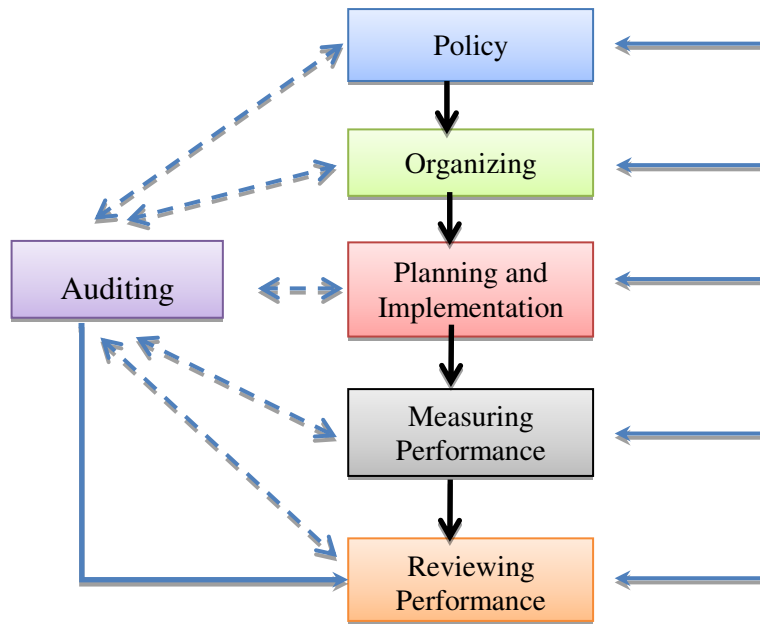 Policy
Organizing
Auditing
Planning and
Implementation
Measuring
Performance
Reviewing
Performance